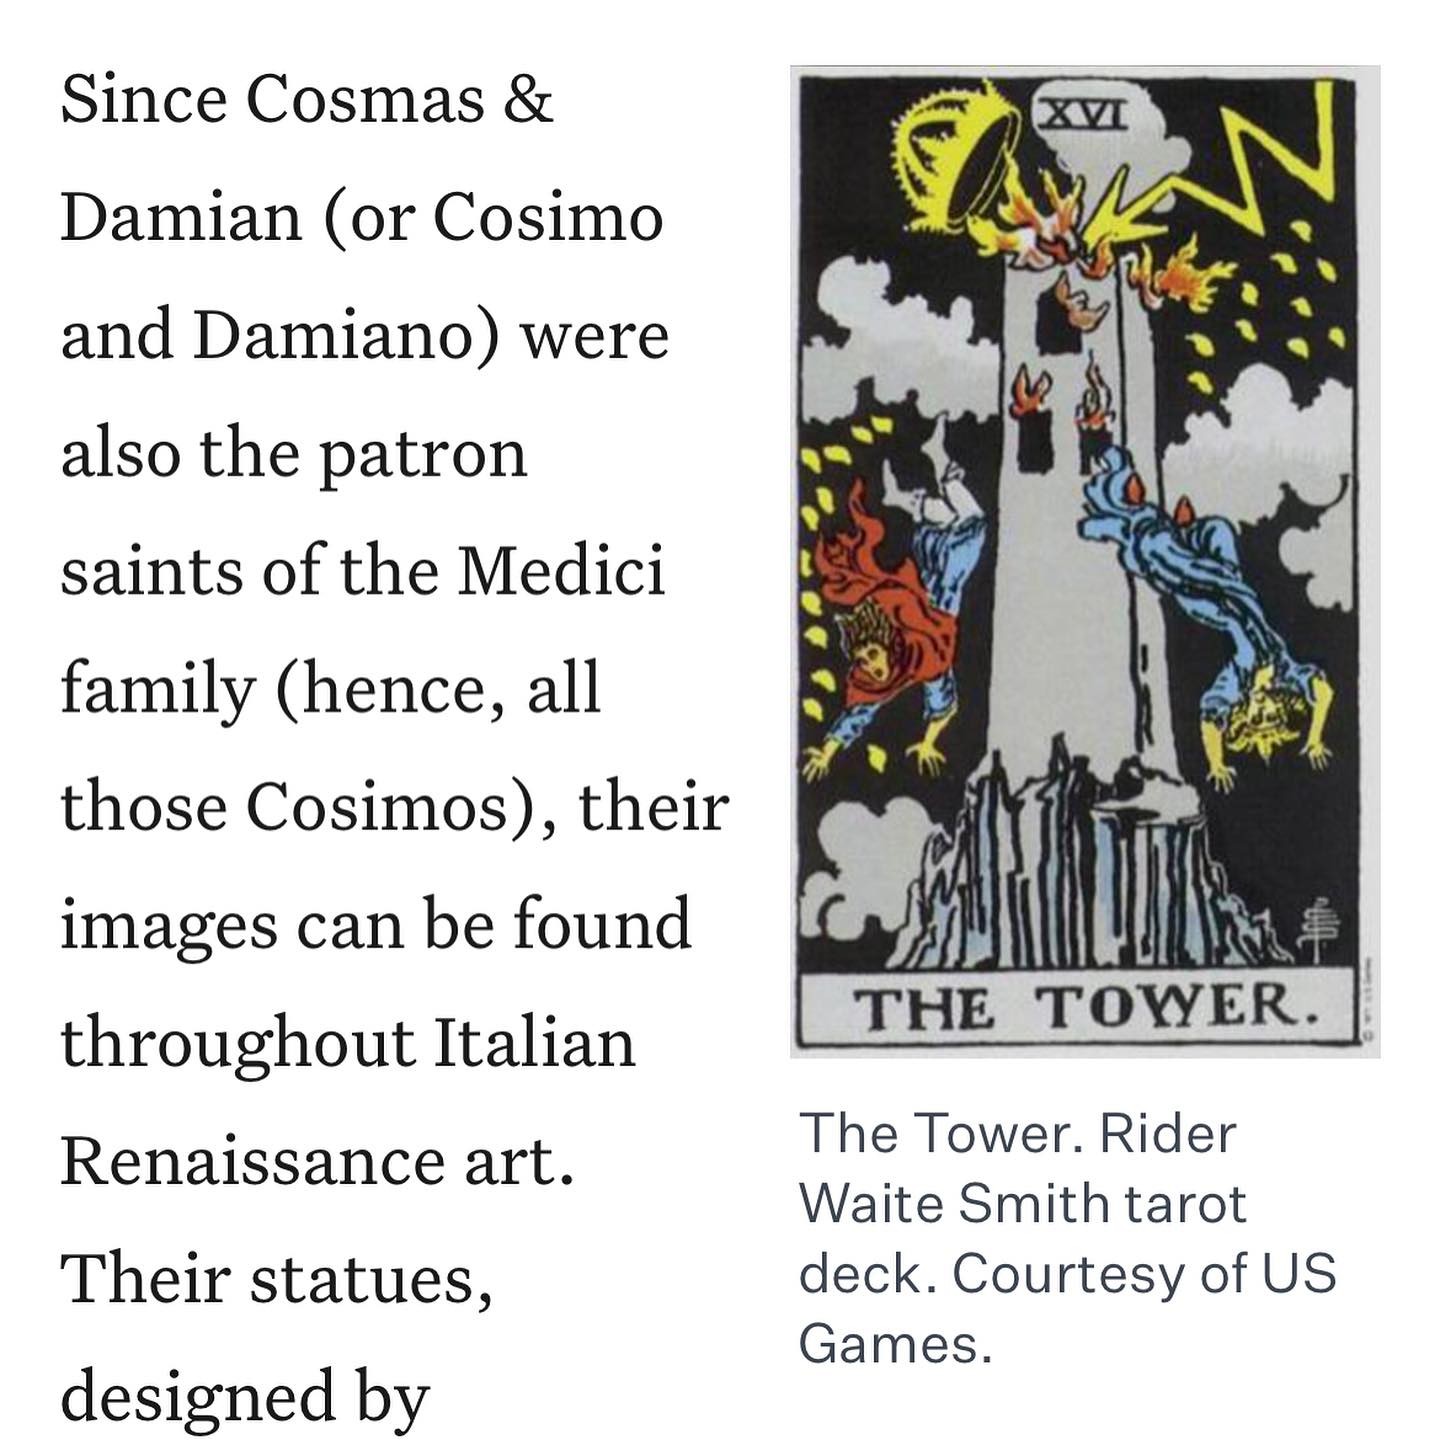 Since Cosmas &
Damian (or Cosimo
and Damiano) were
also the patron
saints of the Medici
family (hence, all
those Cosimos), their
images can be found
throughout Italian
Renaissance art.
Their statues,
designed by
XVI
THE TOWER.
The Tower. Rider
Waite Smith tarot
deck. Courtesy of US
Games.